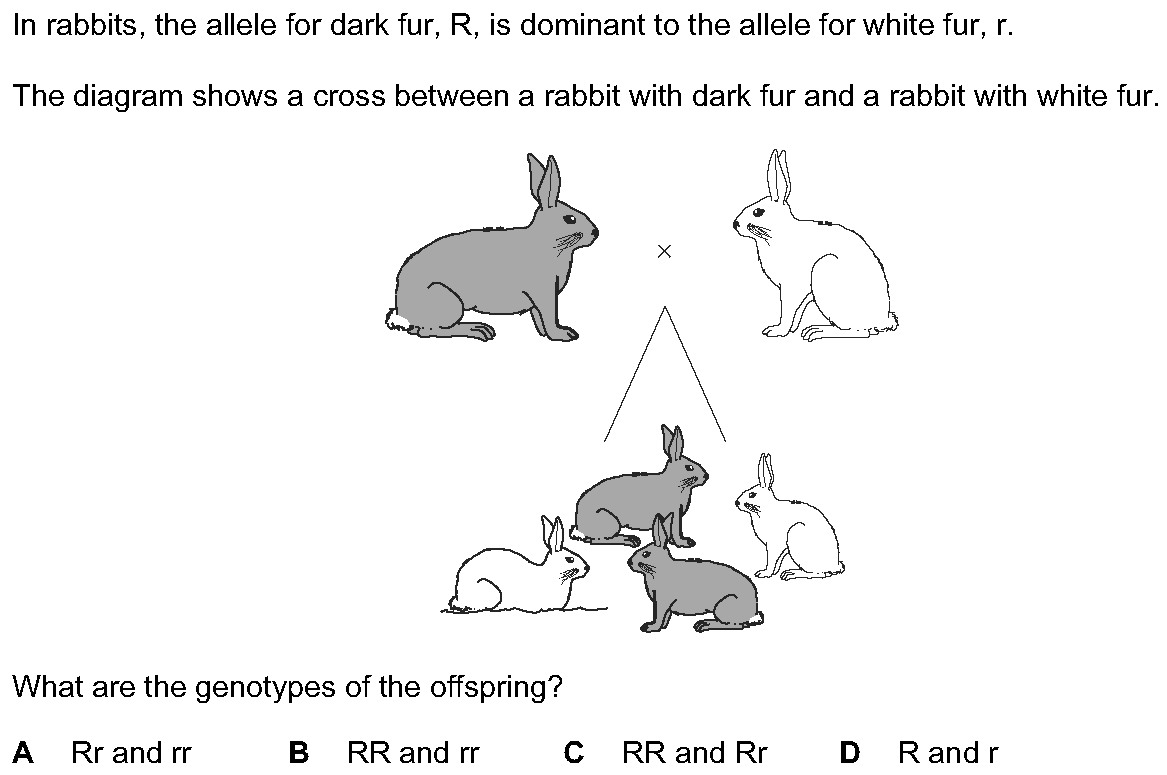 In rabbits, the allele for dark fur, R, is dominant to the allele for white fur, r.
The diagram shows a cross between a rabbit with dark fur and a rabbit with white fur.
×
What are the genotypes of the offspring?
A Rr and rr B RR and rr C RR and Rr D R and r